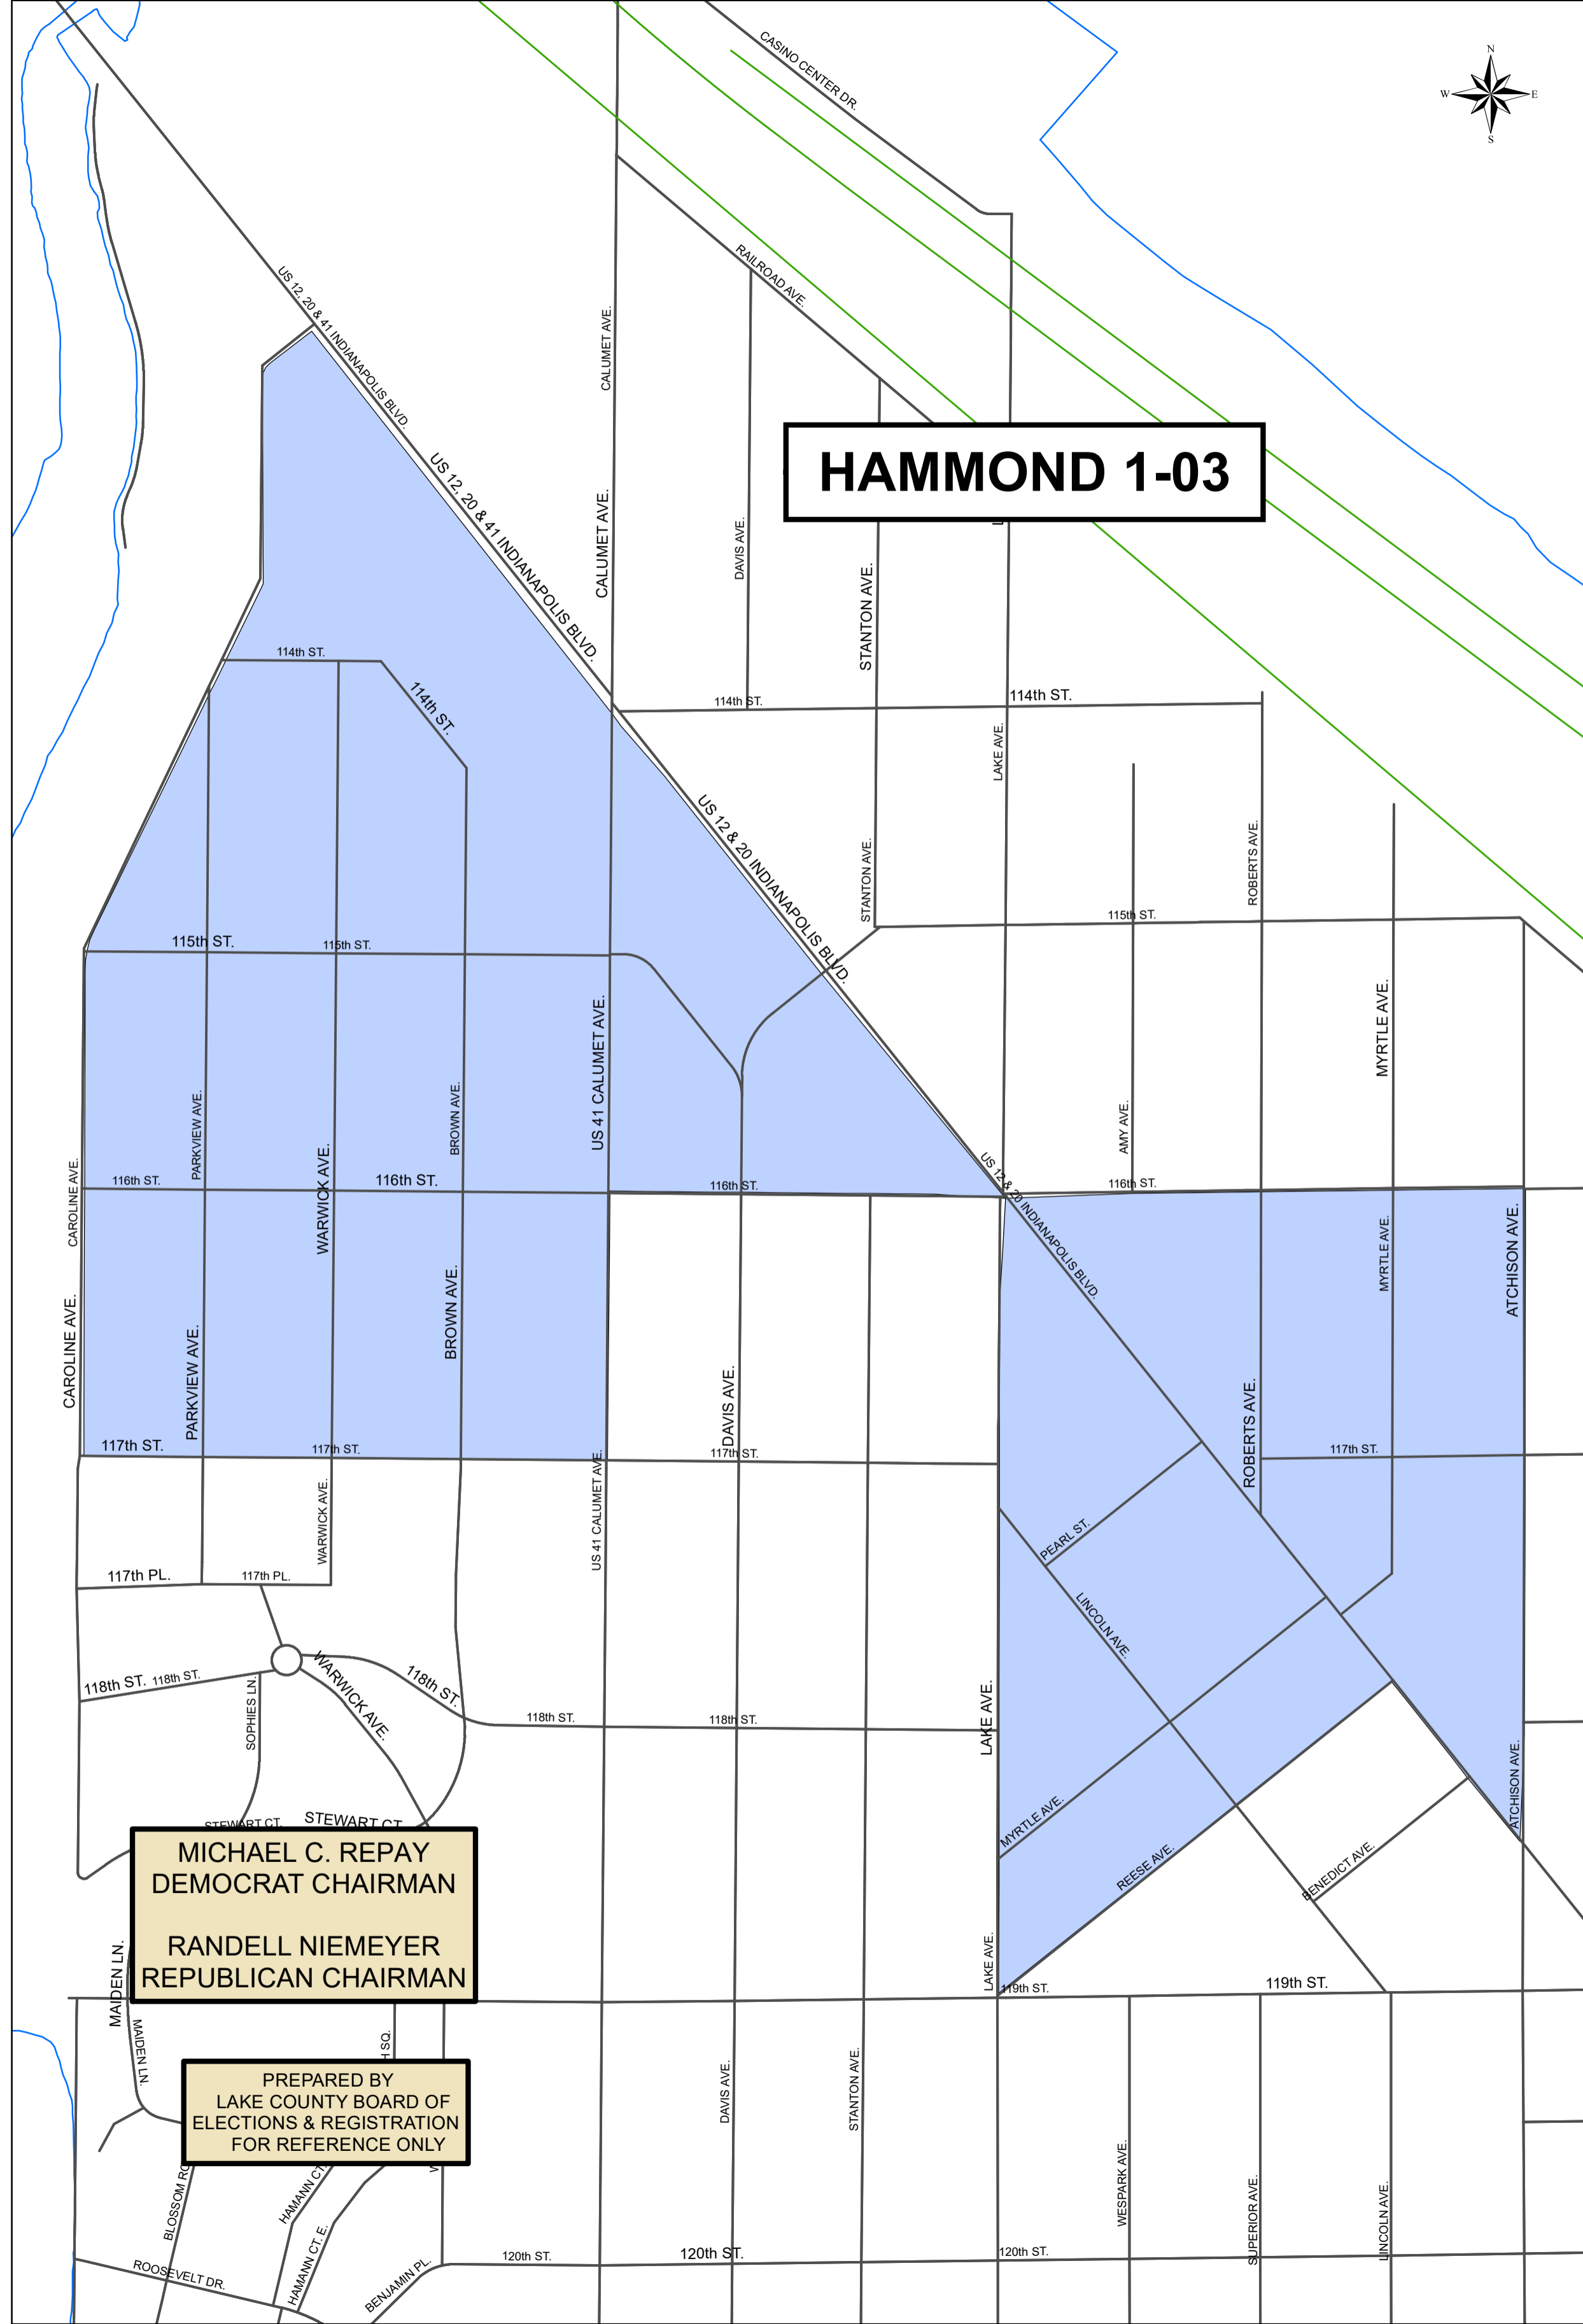 CASINO CENTER DR.
N
W
E
S
RAILROAD AVE.
US 12, 20 & 41 INDIANAPOLIS BLVD.
CALUMET AVE.
HAMMOND 1-03
US 12, 20 & 41 INDIANAPOLIS BLVD.
CALUMET AVE.
DAVIS AVE.
STANTON AVE.
114th ST.
114th ST.
114th ST.
114th ST.
LAKE AVE.
US 12 & 20 INDIANAPOLIS BLVD.
STANTON AVE.
ROBERTS AVE.
115th ST.
115th ST.
115th ST.
US 41 CALUMET AVE.
MYRTLE AVE.
PARKVIEW AVE.
BROWN AVE.
AMY AVE.
CAROLINE AVE.
116th ST.
WARWICK AVE.
116th ST.
116th ST.
US 12 & 20 INDIANAPOLIS BLVD.
116th ST.
MYRTLE AVE.
ATCHISON AVE.
CAROLINE AVE.
PARKVIEW AVE.
BROWN AVE.
DAVIS AVE.
ROBERTS AVE.
117th ST.
117th ST.
117th ST.
117th ST.
WARWICK AVE.
US 41 CALUMET AVE.
PEARL ST.
117th PL.
117th PL.
LINCOLN AVE.
118th ST.
118th ST.
SOPHIES LN.
WARWICK AVE.
118th ST.
118th ST.
118th ST.
LAKE AVE.
ATCHISON AVE.
STEWART CT.
STEWART CT.
MYRTLE AVE.
REESE AVE.
BENEDICT AVE.
MICHAEL C. REPAY
DEMOCRAT CHAIRMAN
RANDELL NIEMEYER
REPUBLICAN CHAIRMAN
MAIDEN LN.
LAKE AVE.
119th ST.
119th ST.
MAIDEN LN.
H SQ.
PREPARED BY
LAKE COUNTY BOARD OF
ELECTIONS & REGISTRATION
FOR REFERENCE ONLY
DAVIS AVE.
STANTON AVE.
WESPARK AVE.
SUPERIOR AVE.
LINCOLN AVE.
BLOSSOM
HAMANN CT.
HAMANN CT. E.
ROOSEVELT DR.
BENJAMIN PL.
120th ST.
120th ST.
120th ST.